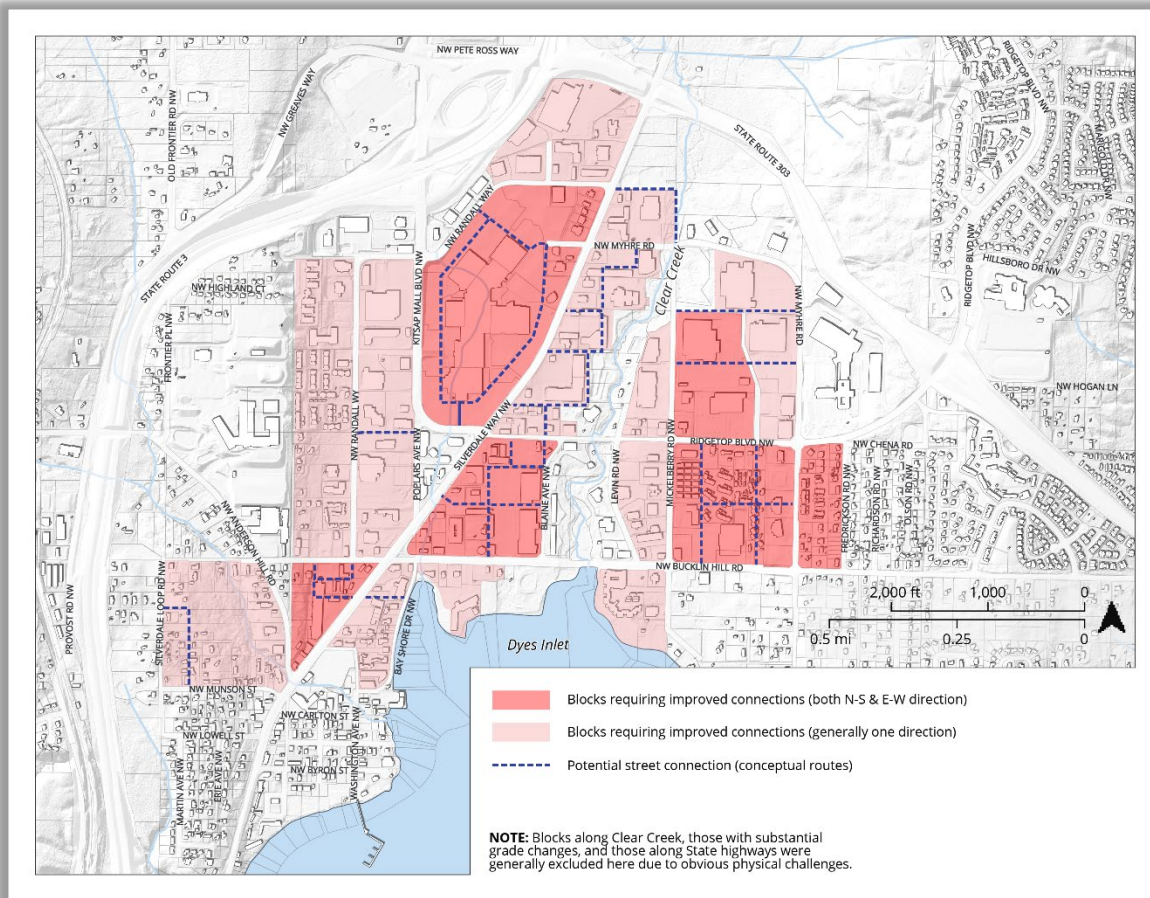 NW PETE ROSS WAY
RIDGETOP BLVD NW
NW GREAVES WAY
OLD FRONTIER RD NW
STATE ROUTE 303
MARIGOLD DR NW
NW RANDALL WAY
NW MYHRE RD
Clear Creek
RIDGETOP BLVD NW
HILLSBORO DR NW
STATE ROUTE 3
NW HIGHLAND CT
KITSAP MALL BLVD NW
NW MYHRE RD
FRONTIER PL NW
NW HOGAN LN
NW RANDALL WY
POPLARS AVE NW
SILVERDALE WAY NW
BLAINE AVE NW
LEVIN RD NW
MICKELBERRY RD NW
RIDGETOP BLVD NW
NW CHENA RD
FREDRICKSON RD NW
RICHARDSON RD NW
OLSON RD NW
NW ANDERSON HILL RD
NW BUCKLIN HILL RD
PROVOST RD NW
SILVERDALE LOOP RD NW
BAY SHORE DR NW
2,000 ft 1,000 0
0.5 mi 0.25 0
Dyes Inlet
NW MUNSON ST
NW CARLTON ST
NW LOWELL ST
NW BYRON ST
MARTIN AVE NW
ERIE AVE NW
WASHINGTON AVE NW
Blocks requiring improved connections (both N-S & E-W direction)
Blocks requiring improved connections (generally one direction)
Potential street connection (conceptual routes)
NOTE: Blocks along Clear Creek, those with substantial
grade changes, and those along State highways were
generally excluded here due to obvious physical challenges.